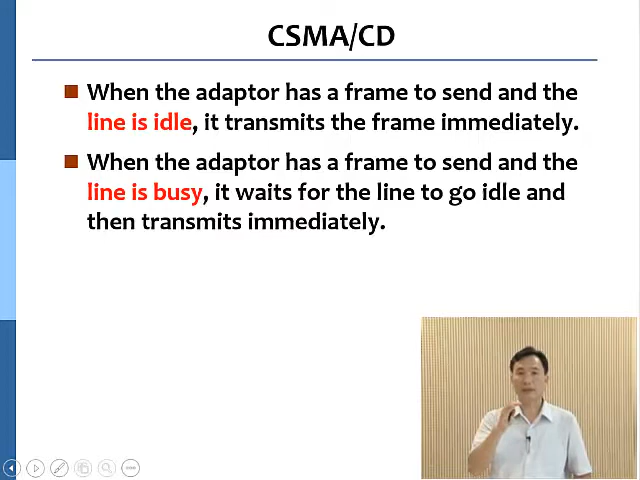 CSMA/CD
When the adaptor has a frame to send and the
line is idle, it transmits the frame immediately.
When the adaptor has a frame to send and the
line is busy, it waits for the line to go idle and
then transmits immediately.